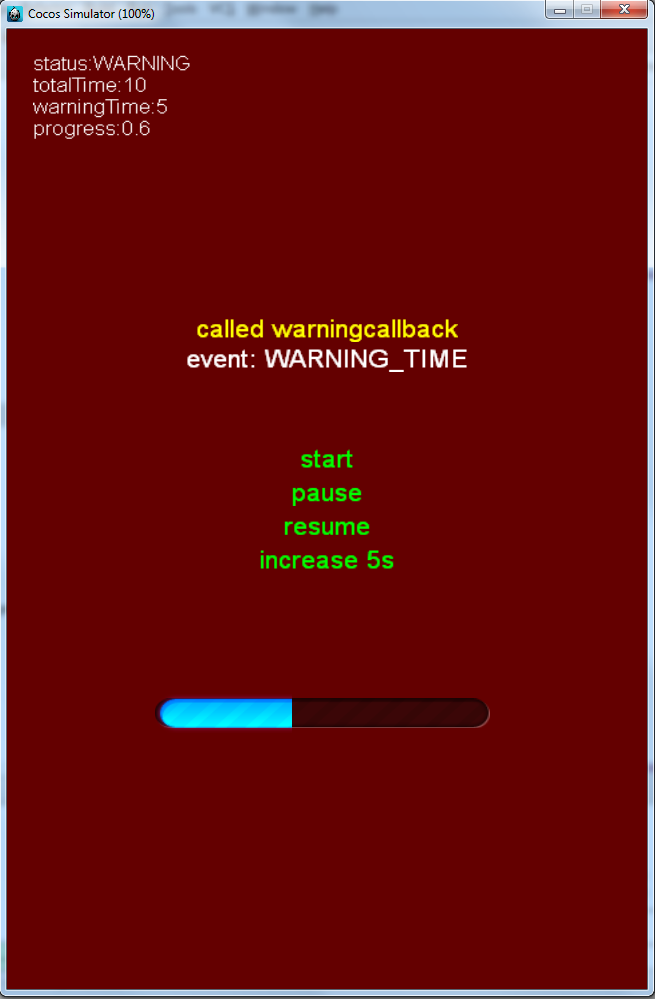 Cocos Simulator (100%)
status:WARNING
totalTime:10
warningTime:5
progress:0.6
called warningcallback
event: WARNING_TIME
start
pause
resume
increase 5s